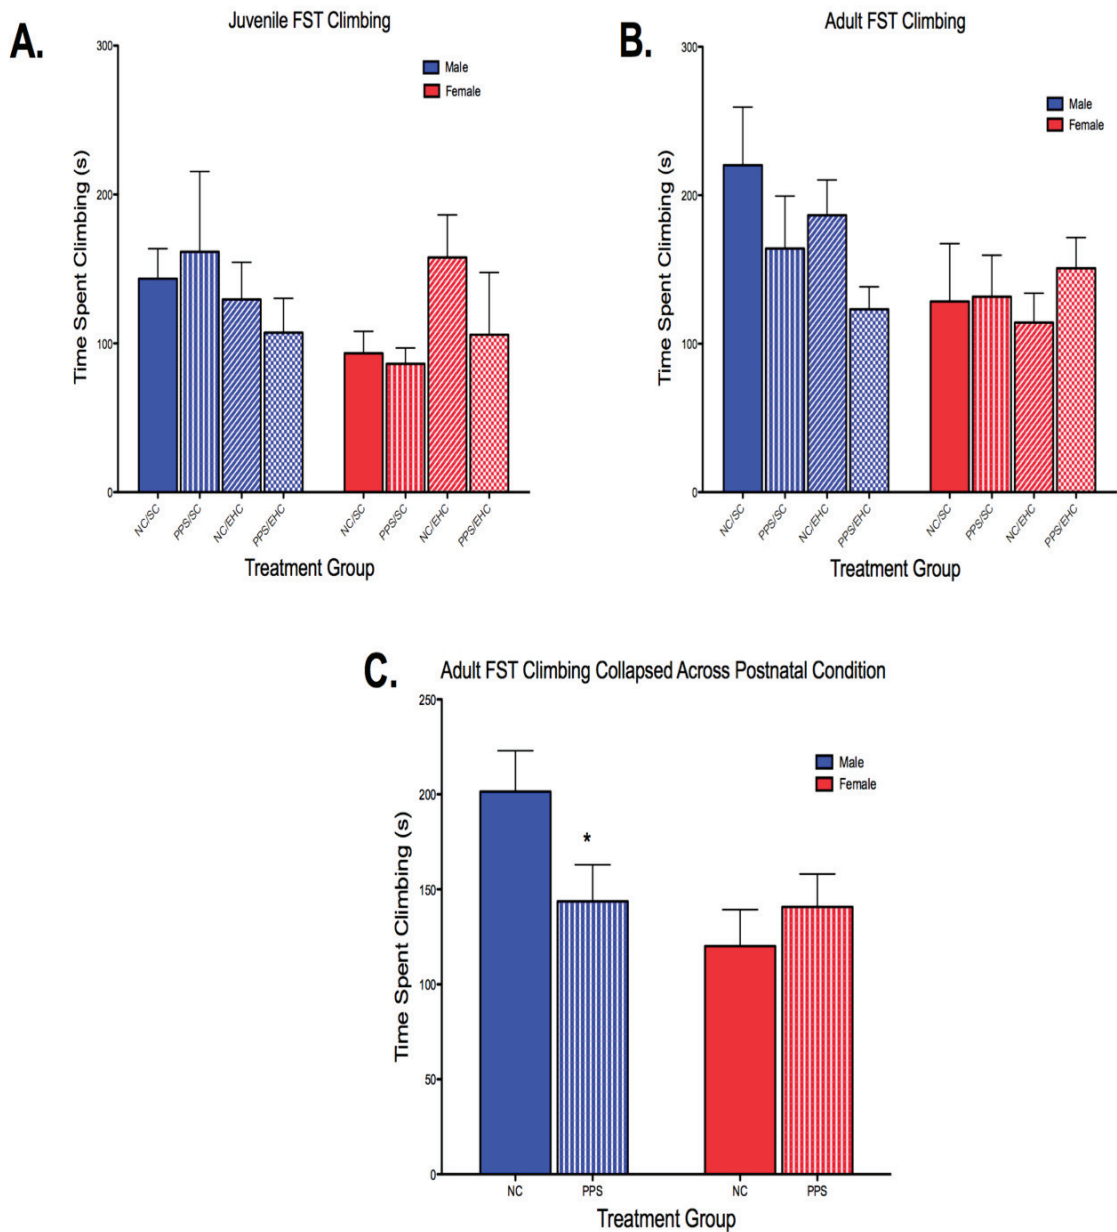 A.
Juvenile FST Climbing
Male
Female
Time Spent Climbing (s)
300
200
100
0
NC/SC
PPS/SC
NC/EHC
PPS/EHC
NC/SC
PPS/SC
NC/EHC
PPS/EHC
Treatment Group
B.
Adult FST Climbing
Male
Female
Time Spent Climbing (s)
300
200
100
0
NC/SC
PPS/SC
NC/EHC
PPS/EHC
NC/SC
PPS/SC
NC/EHC
PPS/EHC
Treatment Group
C.
Adult FST Climbing Collapsed Across Postnatal Condition
Male
Female
Time Spent Climbing (s)
250
200
150
100
50
0
*
NC
PPS
NC
PPS
Treatment Group